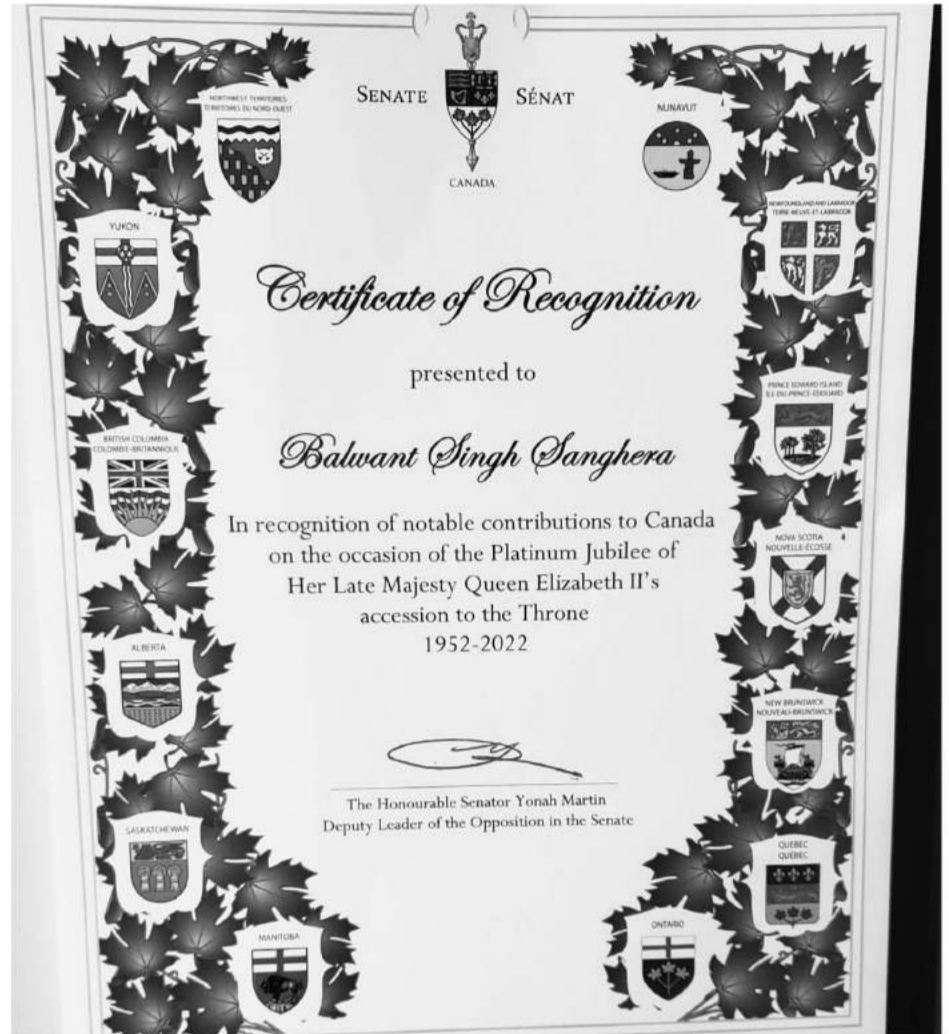 SENATE SÉNAT
CANADA
NORTHWEST TERRITORIES
TERRITOIRES DU NORD-OUEST
NUNAVUT
YUKON
NEWFOUNDLAND AND LABRADOR
TERRE-NEUVE-ET-LABRADOR
Certificate of Recognition
presented to
PRINCE EDWARD ISLAND
ÎLE-DU-PRINCE-ÉDOUARD
BRITISH COLUMBIA
COLOMBIE-BRITANNIQUE
Balwant Singh Sanghera
In recognition of notable contributions to Canada
on the occasion of the Platinum Jubilee of
Her Late Majesty Queen Elizabeth II's
accession to the Throne
1952-2022
NOVA SCOTIA
NOUVELLE-ÉCOSSE
ALBERTA
NEW BRUNSWICK
NOUVEAU-BRUNSWICK
The Honourable Senator Yonah Martin
Deputy Leader of the Opposition in the Senate
SASKATCHEWAN
QUEBEC
QUÉBEC
MANITOBA
ONTARIO